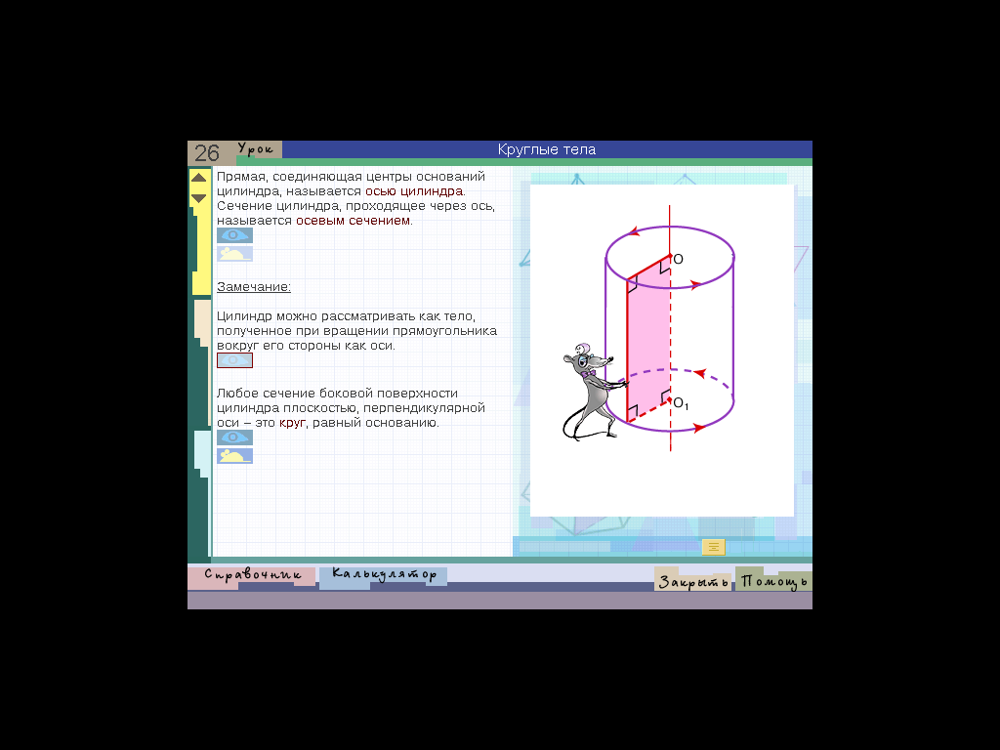 26
Урок
Круглые тела
Прямая, соединяющая центры оснований
цилиндра, называется осью цилиндра.
Сечение цилиндра, проходящее через ось,
называется осевым сечением.
Замечание:
Цилиндр можно рассматривать как тело,
полученное при вращении прямоугольника
вокруг его стороны как оси.
Любое сечение боковой поверхности
цилиндра плоскостью, перпендикулярной
оси – это круг, равный основанию.
O
O₁
Справочник
Калькулятор
Закрыть
Помощь